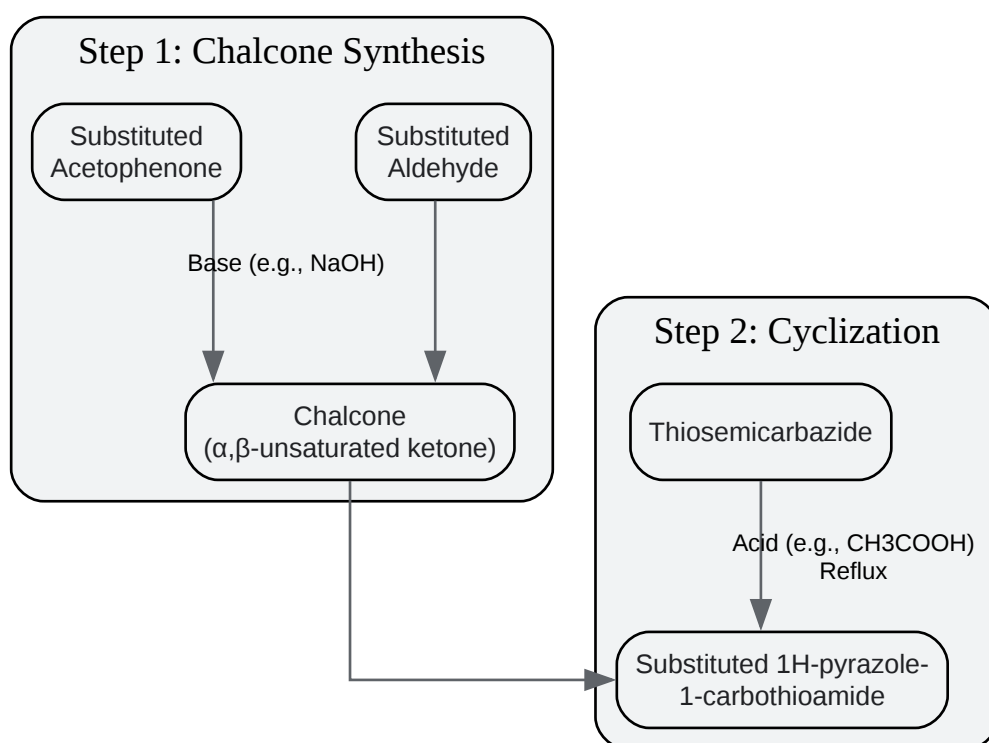 Step 1: Chalcone Synthesis
Substituted
Acetophenone
Substituted
Aldehyde
Base (e.g., NaOH)
Chalcone
(α,β-unsaturated ketone)
Step 2: Cyclization
Thiosemicarbazide
Acid (e.g., CH3COOH)
Reflux
Substituted 1H-pyrazole-
1-carbothioamide